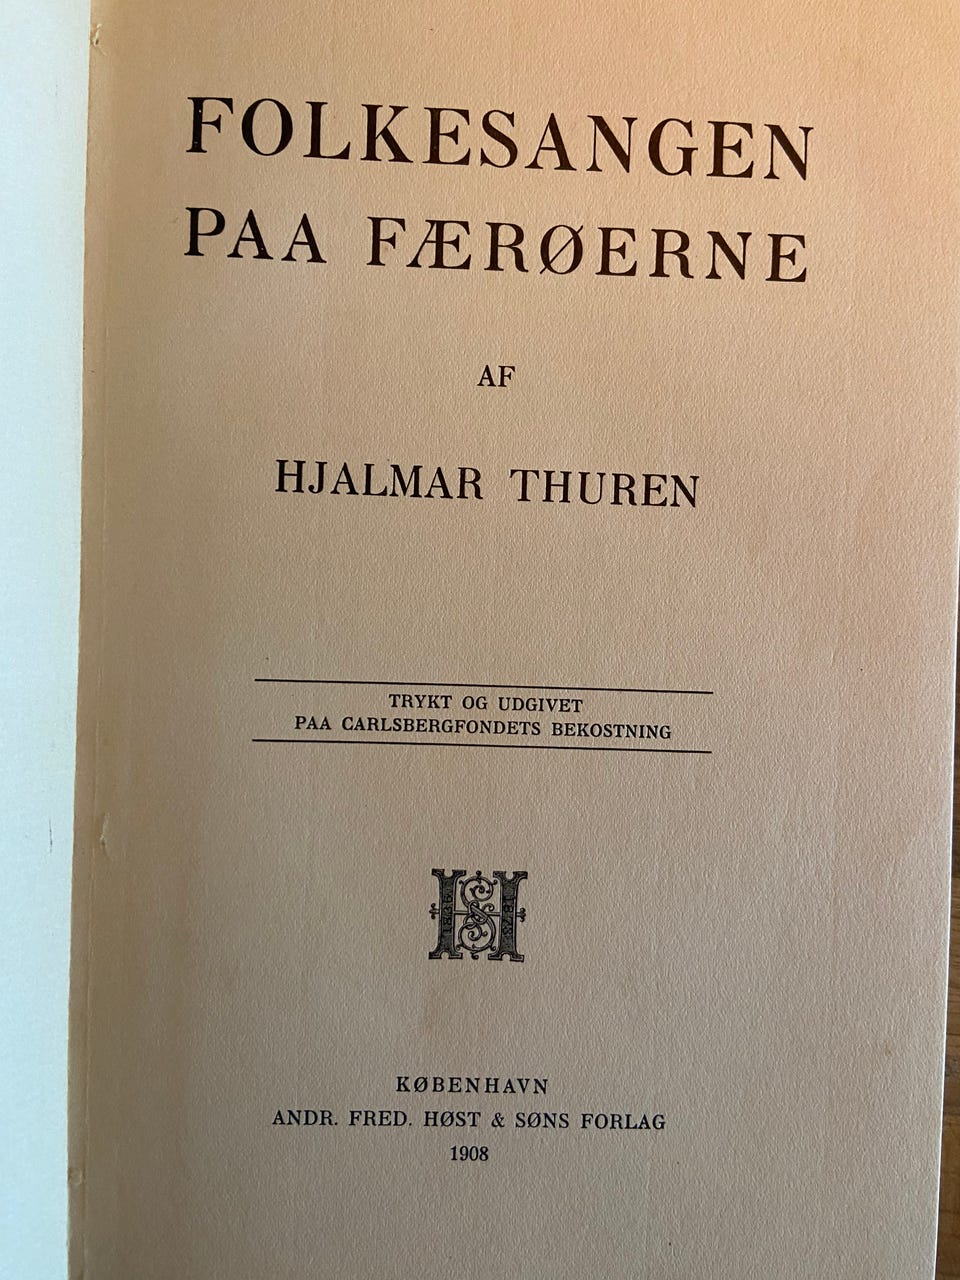 FOLKESANGEN
PAA FÆRØERNE
AF
HJALMAR THUREN
TRYKT OG UDGIVET
PAA CARLSBERGFONDETS BEKOSTNING
H&S
KØBENHAVN
ANDR. FRED. HØST & SØNS FORLAG
1908